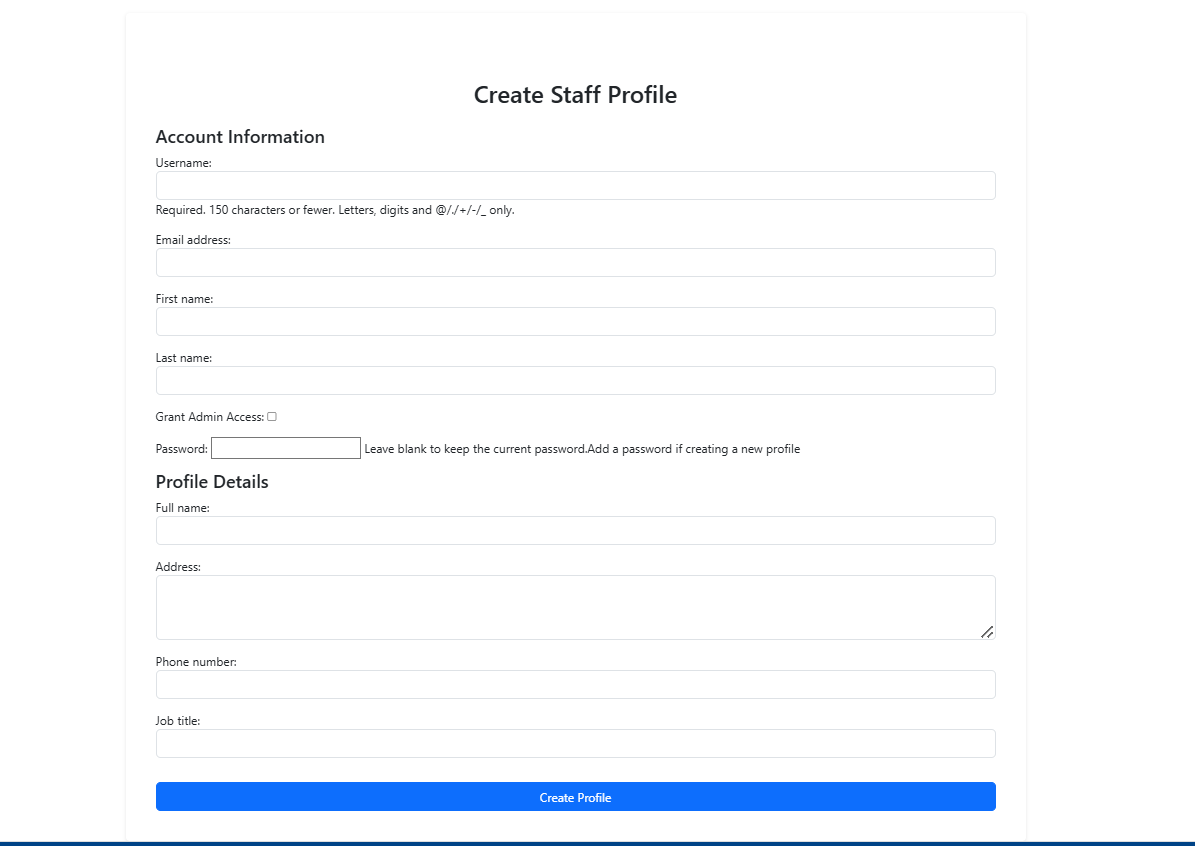 Create Staff Profile
Account Information
Username:
Required. 150 characters or fewer. Letters, digits and @/./+/-/_ only.
Email address:
First name:
Last name:
Grant Admin Access:
Password: Leave blank to keep the current password.Add a password if creating a new profile
Profile Details
Full name:
Address:
Phone number:
Job title:
Create Profile